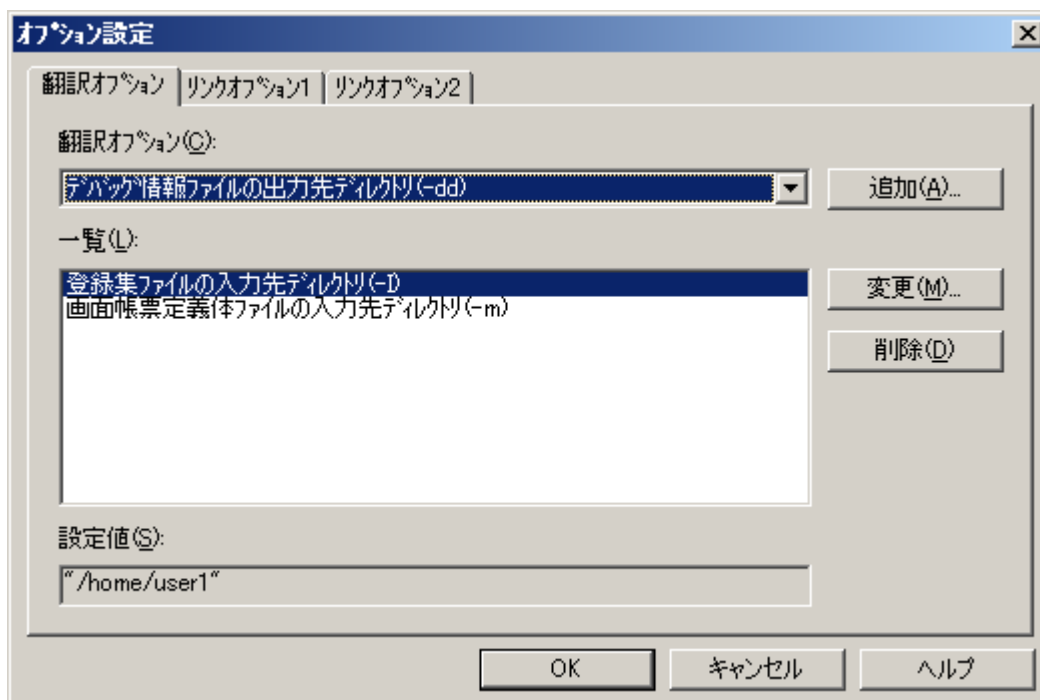 オプション設定
翻訳オプション リンクオプション1 リンクオプション2
翻訳オプション(C):
デバッグ情報ファイルの出力先ディレクトリ(-dd)
追加(A)...
一覧(L):
登録集ファイルの入力先ディレクトリ(-I)
画面帳票定義体ファイルの入力先ディレクトリ(-m)
変更(M)...
削除(D)
設定値(S):
"/home/user1"
OK キャンセル ヘルプ